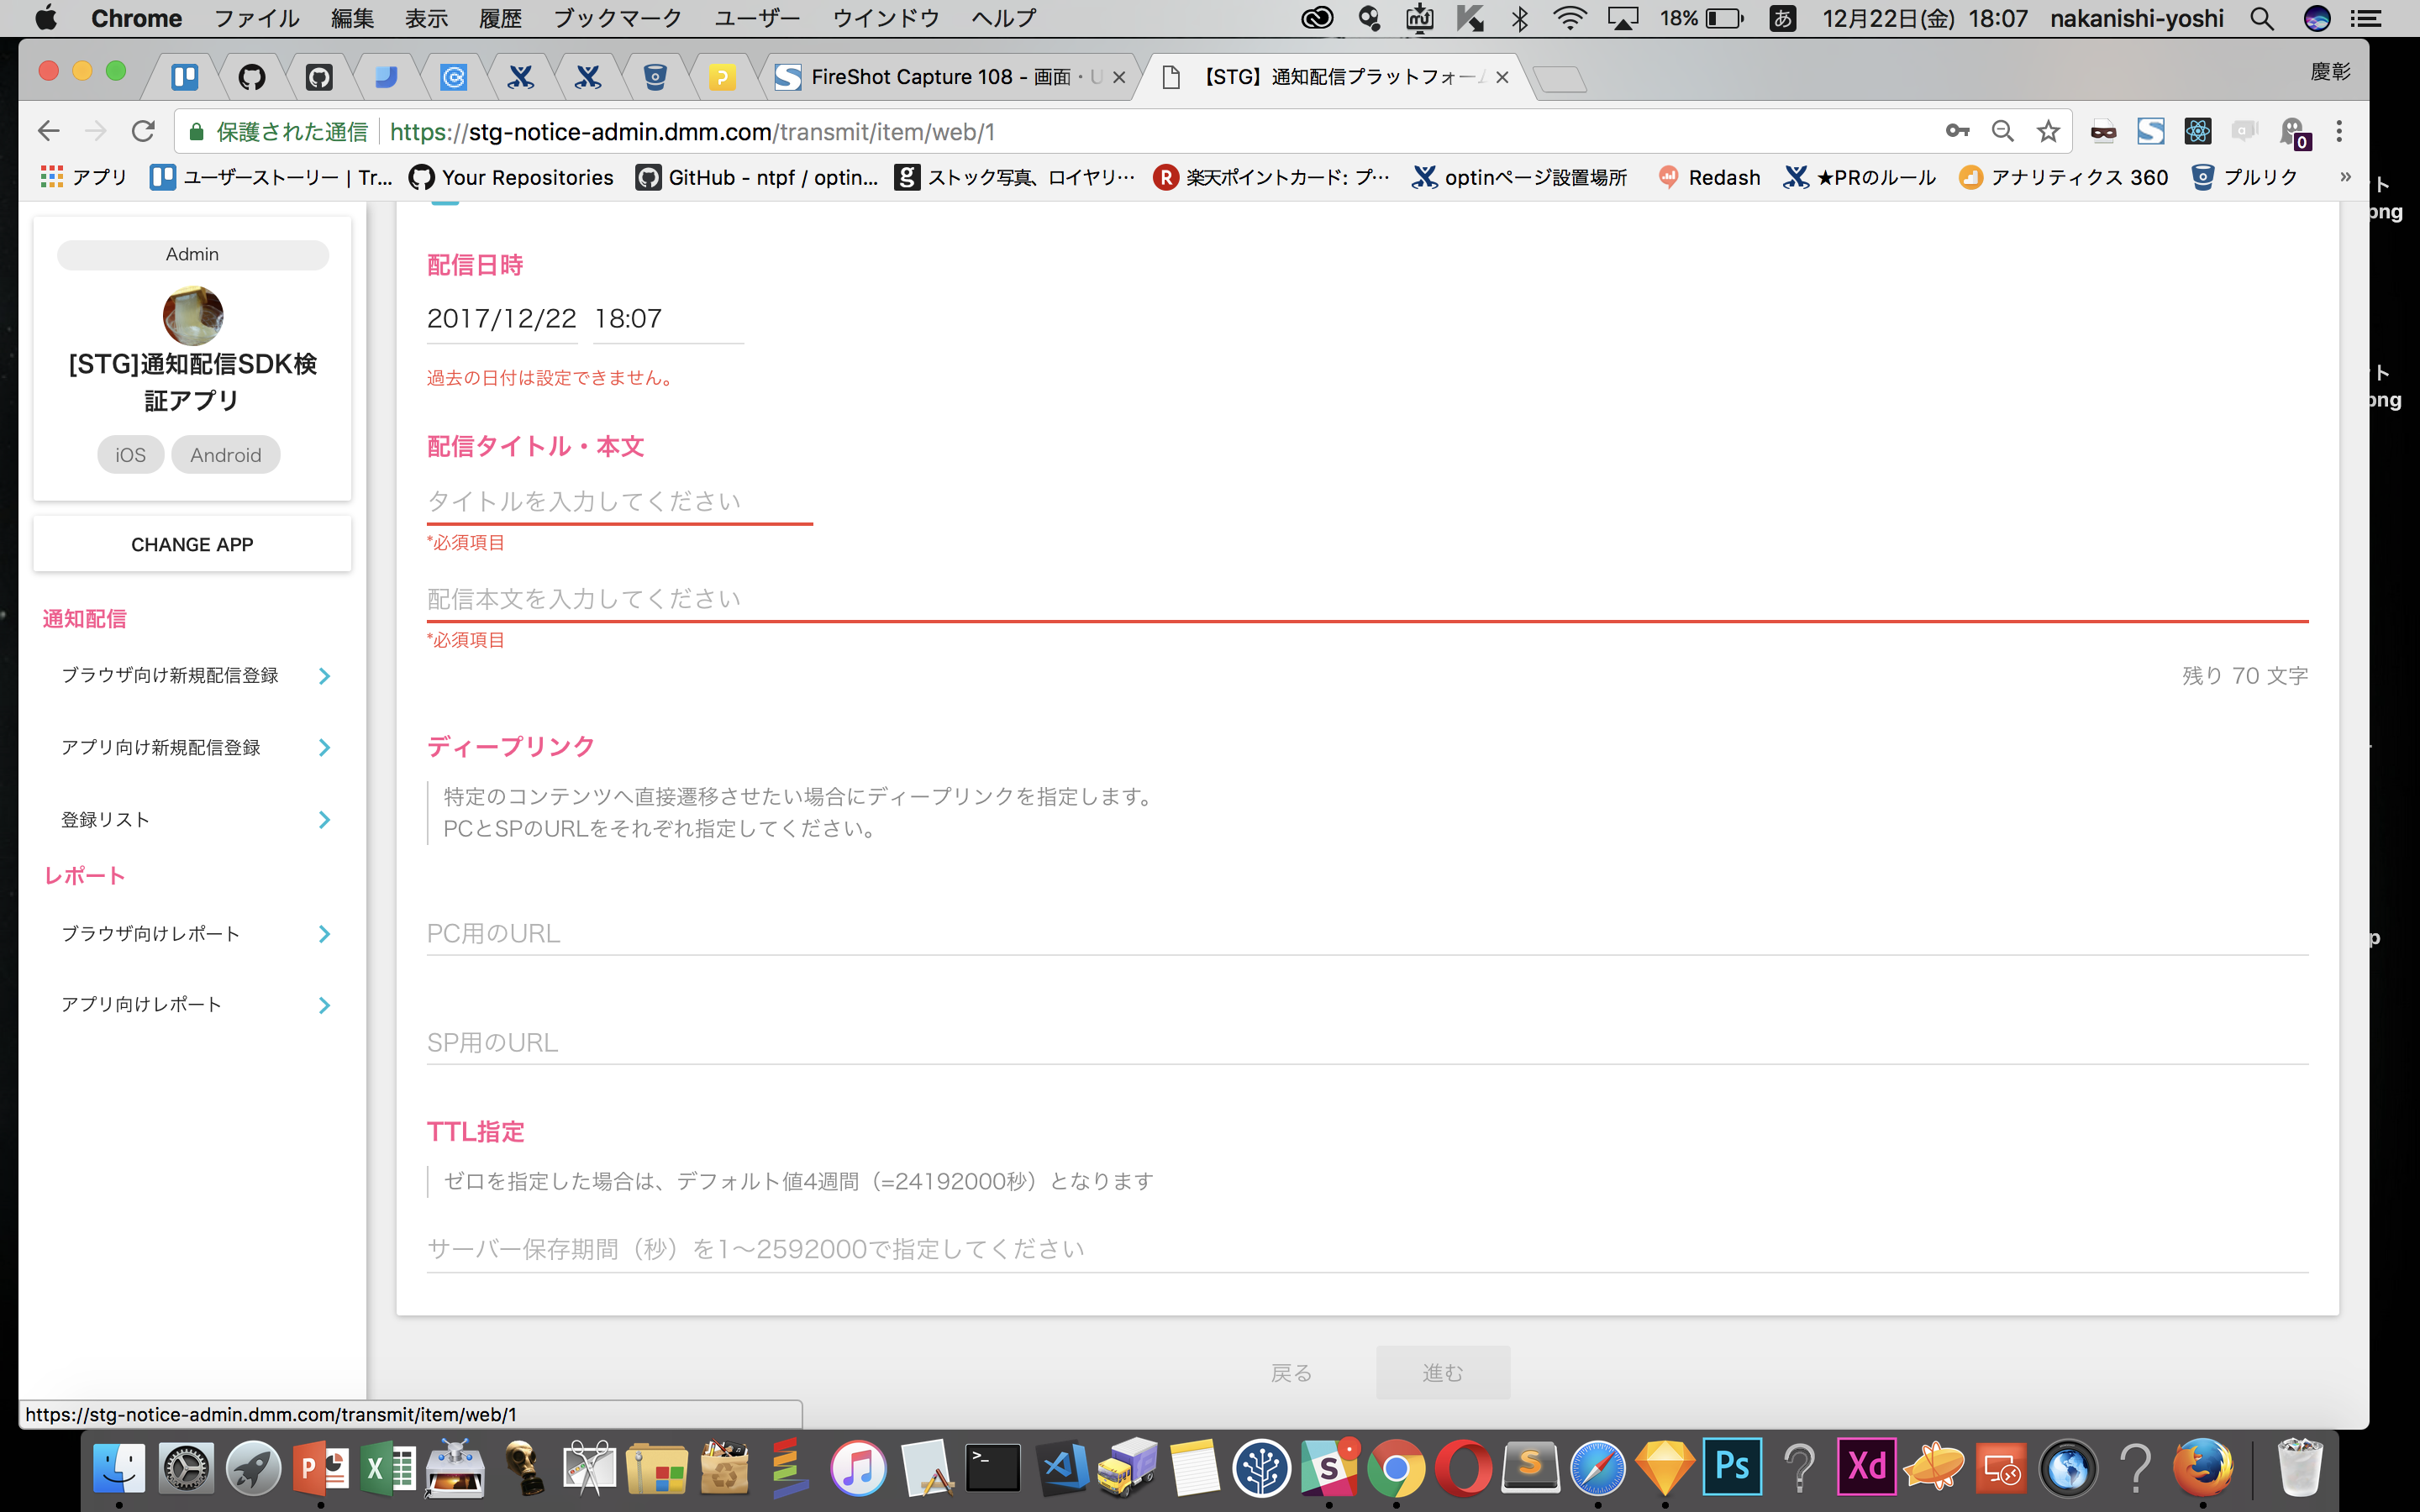 Chrome ファイル 編集 表示 履歴 ブックマーク ユーザー ウインドウ ヘルプ 18% あ 12月22日(金) 18:07 nakanishi-yoshi
FireShot Capture 108 - 画面・U
【STG】通知配信プラットフォーム
慶彰
保護された通信 https://stg-notice-admin.dmm.com/transmit/item/web/1
0
アプリ ユーザーストーリー | Tr... Your Repositories GitHub - ntpf / optin... ストック写真、ロイヤリ… 楽天ポイントカード: プ… optinページ設置場所 Redash ★PRのルール アナリティクス 360 プルリク »
Admin
[STG]通知配信SDK検
証アプリ
iOS Android
CHANGE APP
通知配信
ブラウザ向け新規配信登録
アプリ向け新規配信登録
登録リスト
レポート
ブラウザ向けレポート
アプリ向けレポート
配信日時
2017/12/22 18:07
過去の日付は設定できません。
配信タイトル・本文
タイトルを入力してください
*必須項目
配信本文を入力してください
*必須項目
残り 70 文字
ディープリンク
特定のコンテンツへ直接遷移させたい場合にディープリンクを指定します。
PCとSPのURLをそれぞれ指定してください。
PC用のURL
SP用のURL
TTL指定
ゼロを指定した場合は、デフォルト値4週間（=24192000秒）となります
サーバー保存期間（秒）を1〜2592000で指定してください
戻る 進む
https://stg-notice-admin.dmm.com/transmit/item/web/1
ト
png
ト
png
p
P X S S Ps ? Xd ?